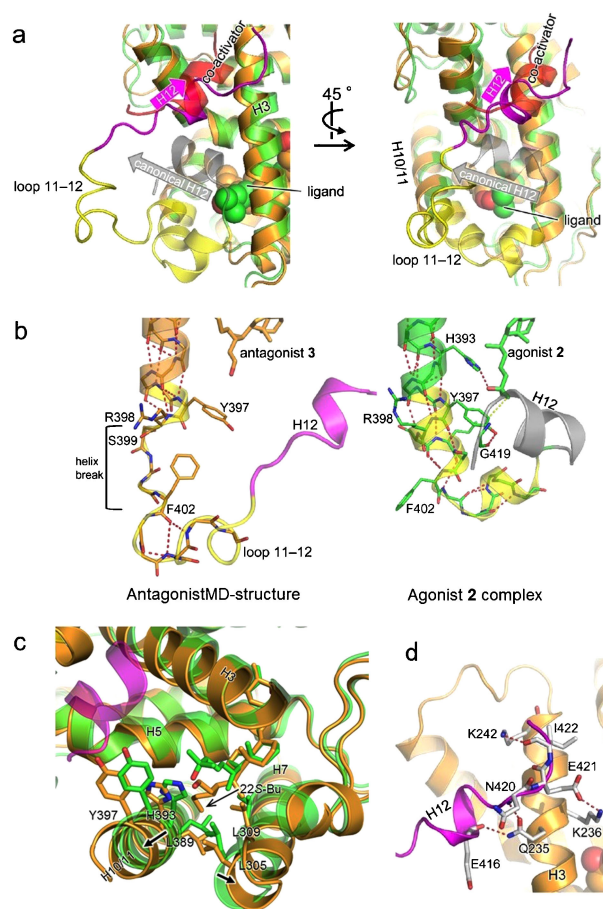 a
co-activator
H12
H3
canonical H12
loop 11–12
ligand
45°
co-activator
H12
H10/11
canonical H12
ligand
loop 11–12
b
antagonist 3
R398
S399
Y397
helix
break
H12
F402
loop 11–12
AntagonistMD-structure
H393
agonist 2
Y397
H12
R398
G419
F402
Agonist 2 complex
c
H3
H5
H7
22S-Bu
Y397
H393
L389
L309
H10/11
L305
d
K242
I422
E421
N420
H12
K236
Q235
E416
H3